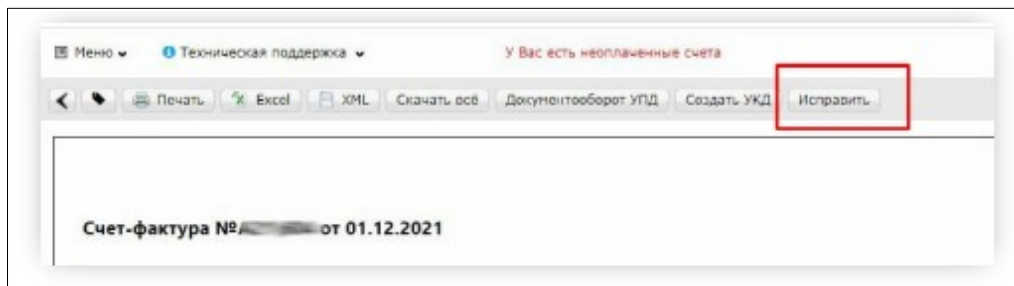 Меню Техническая поддержка У Вас есть неоплаченные счета
Печать Excel XML Скачать всё Документооборот УПД Создать УКД Исправить
Счет-фактура № от 01.12.2021